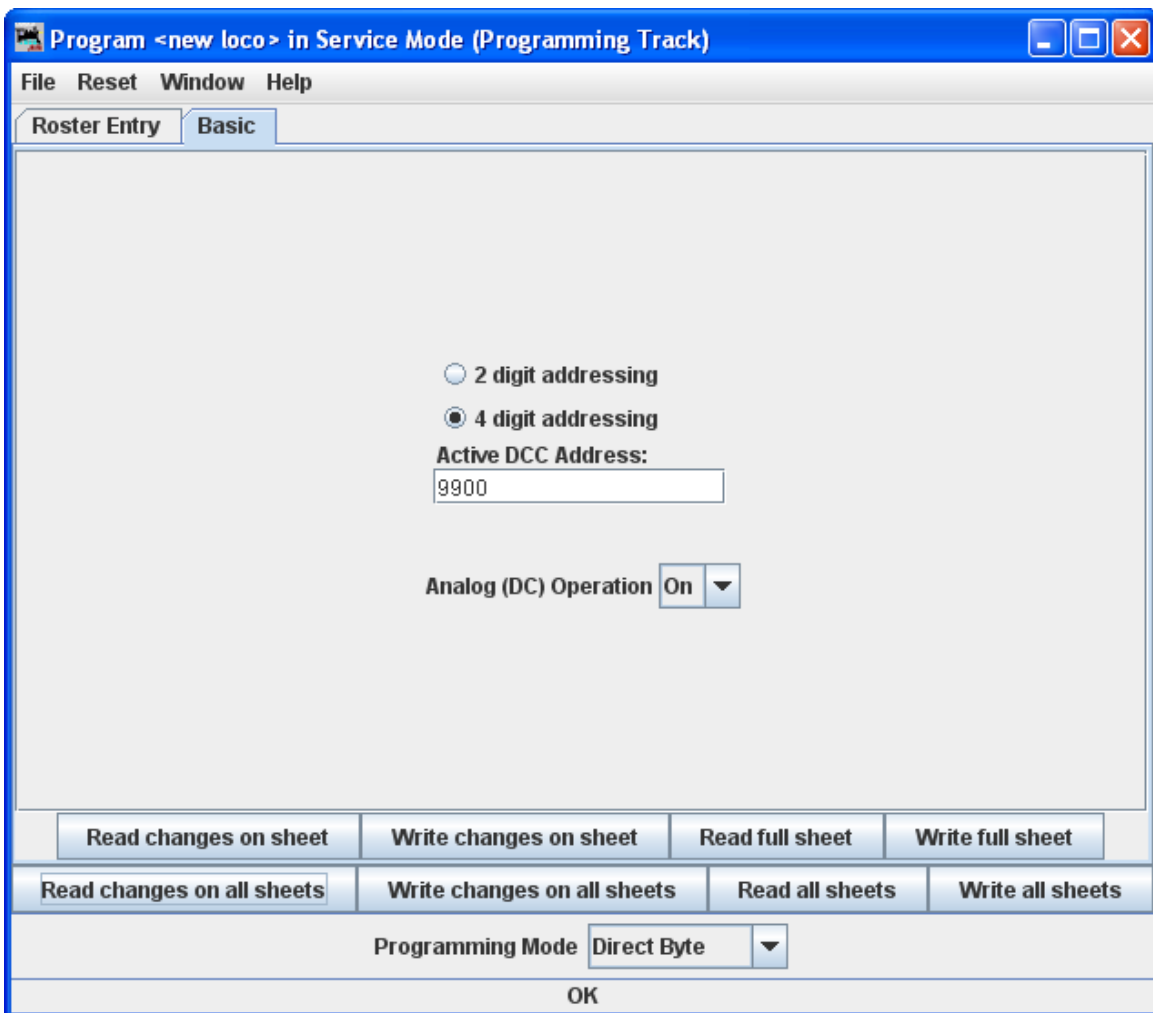 Program <new loco> in Service Mode (Programming Track)
File Reset Window Help
Roster Entry Basic
2 digit addressing
4 digit addressing
Active DCC Address:
9900
Analog (DC) Operation On
Read changes on sheet Write changes on sheet Read full sheet Write full sheet
Read changes on all sheets Write changes on all sheets Read all sheets Write all sheets
Programming Mode Direct Byte
OK